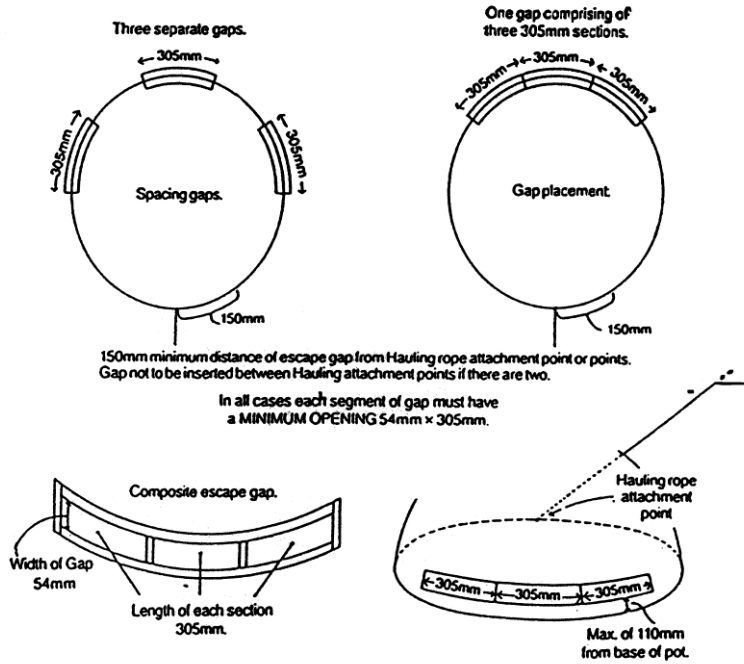 Three separate gaps.
305mm
305mm
305mm
Spacing gaps.
150mm
One gap comprising of
three 305mm sections.
305mm
305mm
305mm
Gap placement.
150mm
150mm minimum distance of escape gap from Hauling rope attachment point or points.
Gap not to be inserted between Hauling attachment points if there are two.
In all cases each segment of gap must have
a MINIMUM OPENING 54mm × 305mm.
Composite escape gap.
Width of Gap
54mm
Length of each section
305mm.
Hauling rope
attachment
point
305mm
305mm
305mm
Max. of 110mm
from base of pot.